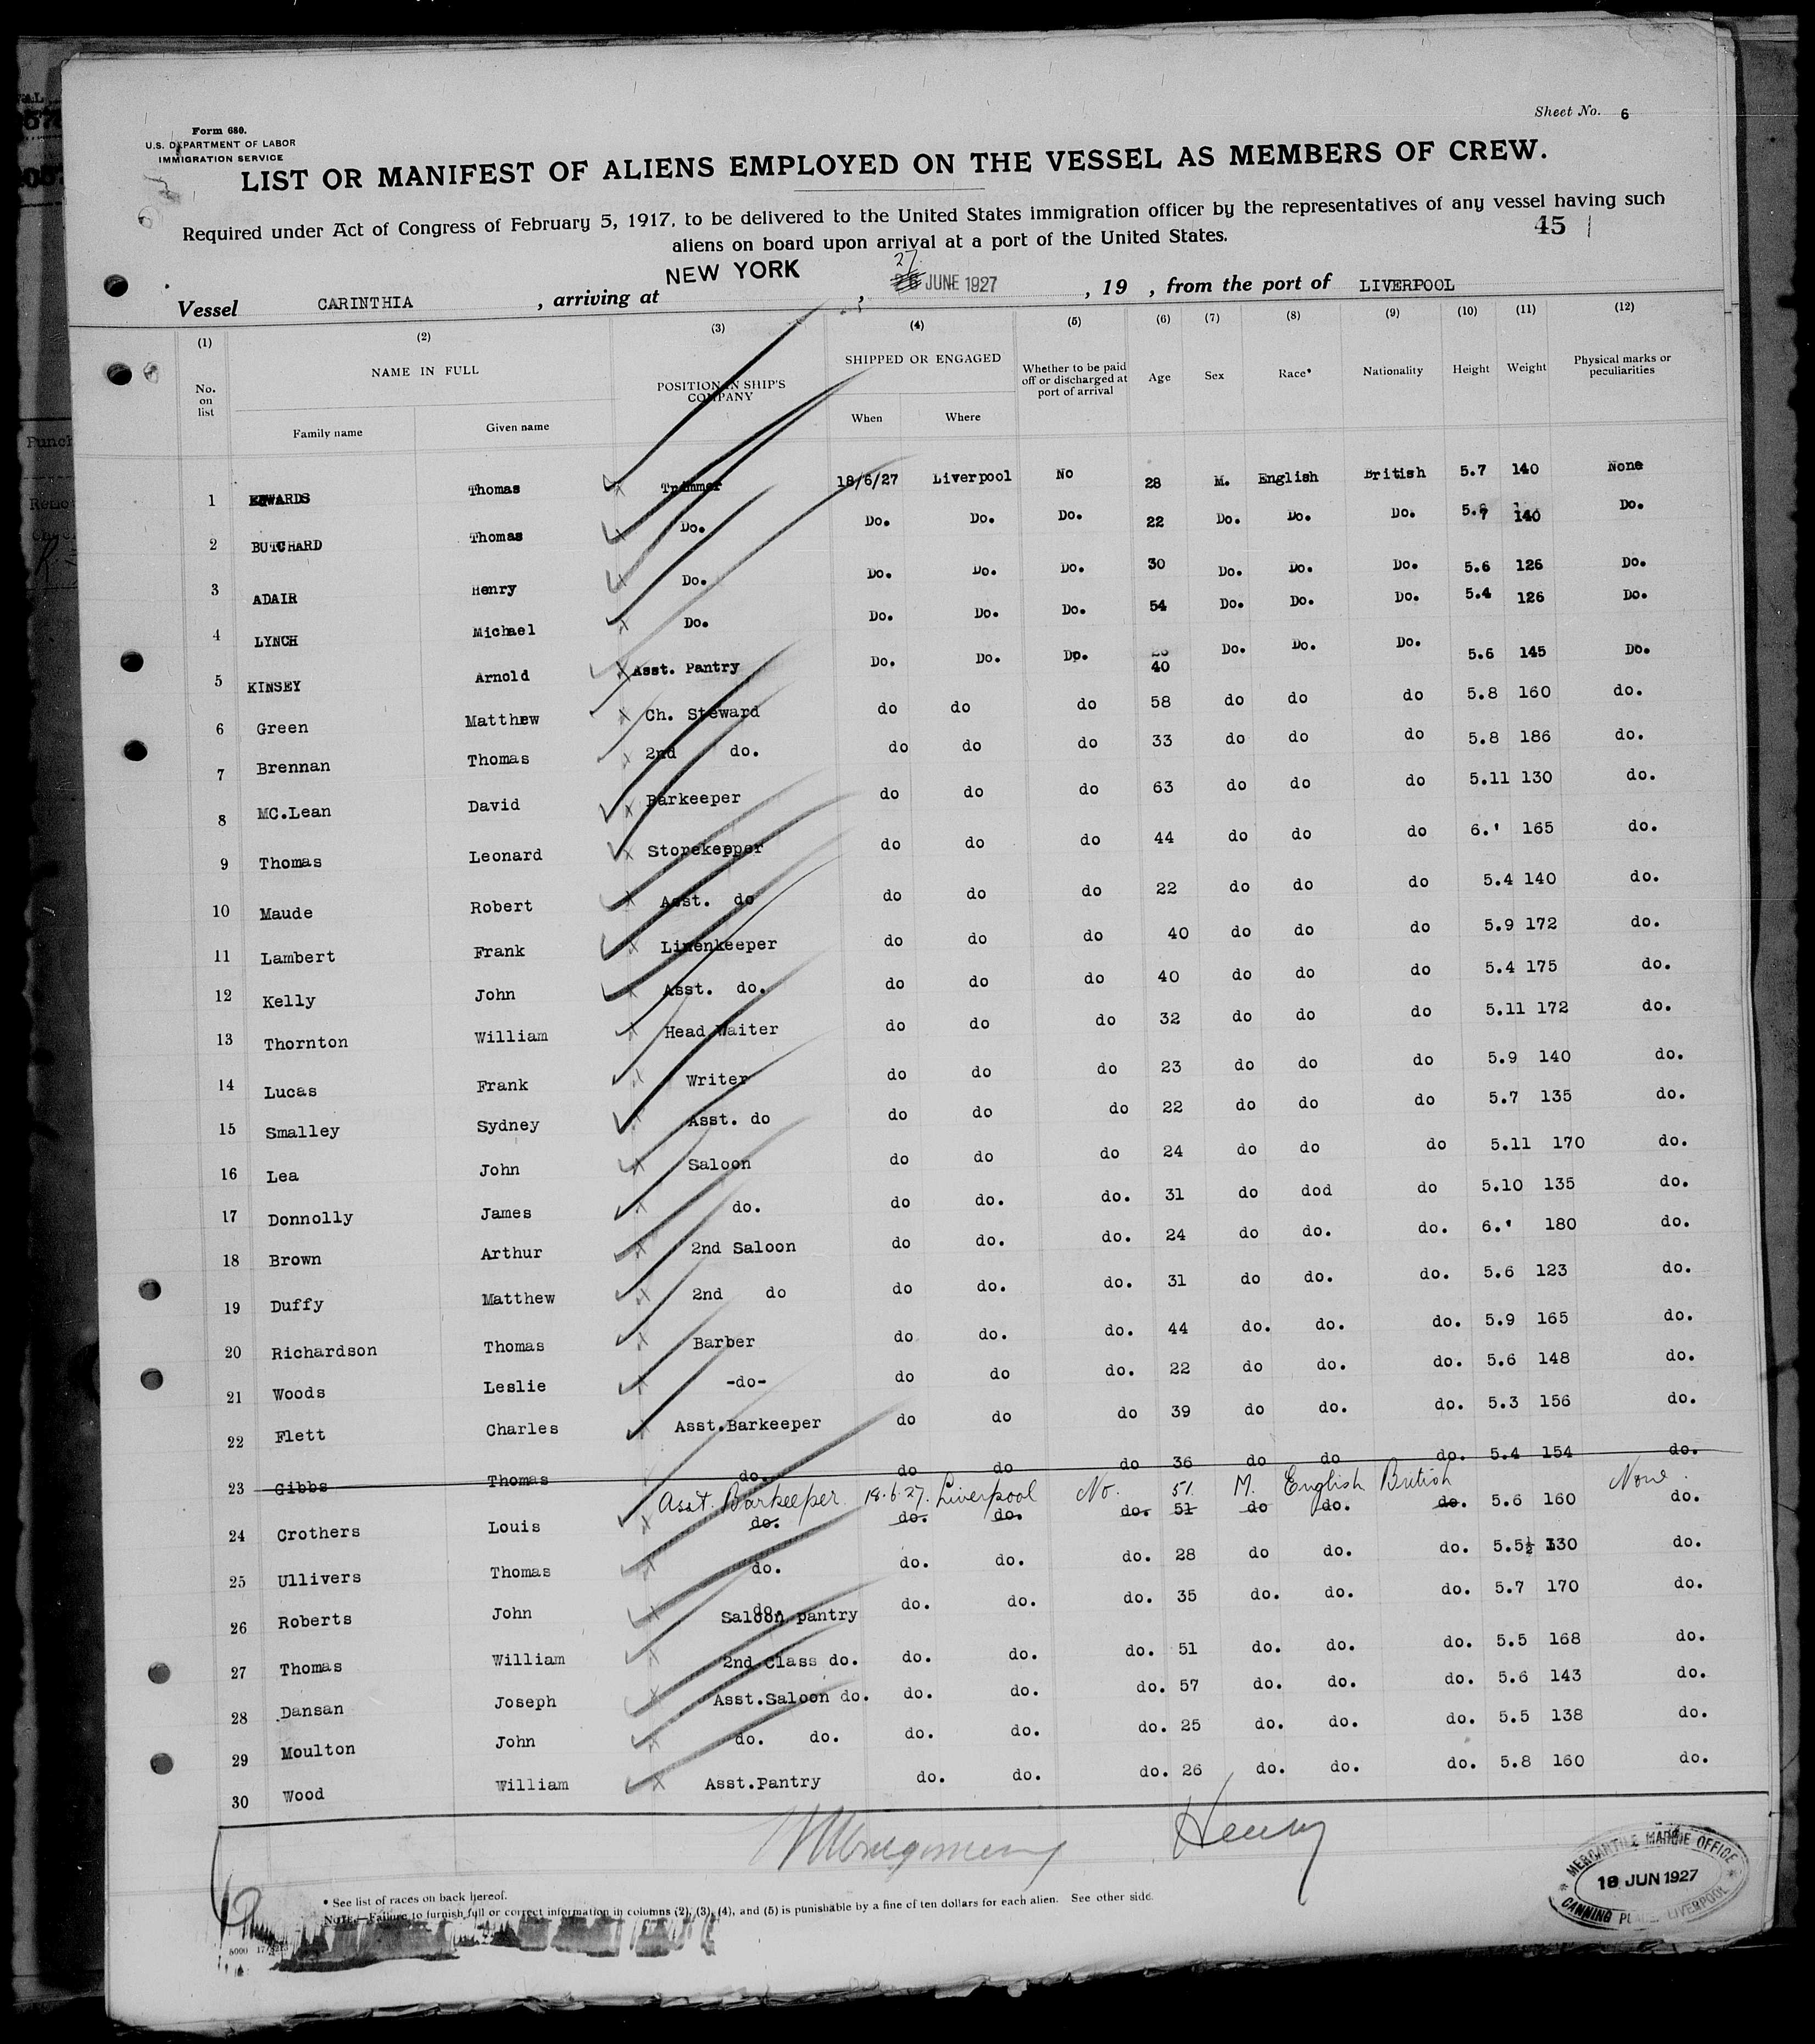 Sheet No. 6
Form 680.
U.S. DEPARTMENT OF LABOR
IMMIGRATION SERVICE
LIST OR MANIFEST OF ALIENS EMPLOYED ON THE VESSEL AS MEMBERS OF CREW.
Required under Act of Congress of February 5, 1917, to be delivered to the United States immigration officer by the representatives of any vessel having such
aliens on board upon arrival at a port of the United States.
45
Vessel CARINTHIA , arriving at NEW YORK , 27. JUNE 1927 , 19 , from the port of LIVERPOOL
(1) (2) (3) (4) (5) (6) (7) (8) (9) (10) (11) (12)
No. on list NAME IN FULL POSITION IN SHIP'S COMPANY SHIPPED OR ENGAGED Whether to be paid off or discharged at port of arrival Age Sex Race* Nationality Height Weight Physical marks or peculiarities
Family name Given name When Where
1 EDWARDS Thomas Trimmer 18/6/27 Liverpool No 28 M. English British 5.7 140 None
2 BUTCHARD Thomas Do. Do. Do. Do. 22 Do. Do. Do. 5.7 140 Do.
3 ADAIR Henry Do. Do. Do. Do. 30 Do. Do. Do. 5.6 126 Do.
4 LYNCH Michael Do. Do. Do. Do. 54 Do. Do. Do. 5.4 126 Do.
5 KINSEY Arnold Asst. Pantry Do. Do. Do. 40 Do. Do. Do. 5.6 145 Do.
6 Green Matthew Ch. Steward do do do 58 do do do 5.8 160 do.
7 Brennan Thomas 2nd do. do do do 33 do do do 5.8 186 do.
8 MC.Lean David Barkeeper do do do 63 do do do 5.11 130 do.
9 Thomas Leonard Storekeeper do do do 44 do do do 6.' 165 do.
10 Maude Robert Asst. do do do do 22 do do do 5.4 140 do.
11 Lambert Frank Linenkeeper do do do 40 do do do 5.9 172 do.
12 Kelly John Asst. do. do do do 40 do do do 5.4 175 do.
13 Thornton William Head Waiter do do do 32 do do do 5.11 172 do.
14 Lucas Frank Writer do do do 23 do do do 5.9 140 do.
15 Smalley Sydney Asst. do do do do 22 do do do 5.7 135 do.
16 Lea John Saloon do do do 24 do do do 5.11 170 do.
17 Donnolly James do. do do. do. 31 do dod do 5.10 135 do.
18 Brown Arthur 2nd Saloon do do. do. 24 do do. do. 6.' 180 do.
19 Duffy Matthew 2nd do do do. do. 31 do do. do. 5.6 123 do.
20 Richardson Thomas Barber do do. do. 44 do. do. do. 5.9 165 do.
21 Woods Leslie -do- do do do. 22 do do. do. 5.6 148 do.
22 Flett Charles Asst.Barkeeper do do do 39 do do. do. 5.3 156 do.
23 Gibbs Thomas do. do do do 36 do do do. 5.4 154 do.
Asst. Barkeeper 18.6.27. Liverpool No. 51. M. English British None.
24 Crothers Louis do. do. do. do. 51 do do. do. 5.6 160 do.
25 Ullivers Thomas do. do. do. do. 28 do do. do. 5.5½ 130 do.
26 Roberts John do. do. do. do. 35 do. do. do. 5.7 170 do.
27 Thomas William Saloon pantry do. do. do. 51 do. do. do. 5.5 168 do.
28 Dansan Joseph 2nd Class do. do. do. do. 57 do. do. do. 5.6 143 do.
29 Moulton John Asst.Saloon do. do. do. do. 25 do. do. do. 5.5 138 do.
do. do.
30 Wood William Asst.Pantry do. do. do. 26 do. do. do. 5.8 160 do.
Henry
MERCANTILE MARINE OFFICE
18 JUN 1927
CANNING PLACE, LIVERPOOL
* See list of races on back hereof.
NOTE.—Failure to furnish full or correct information in columns (2), (3), (4), and (5) is punishable by a fine of ten dollars for each alien. See other side.